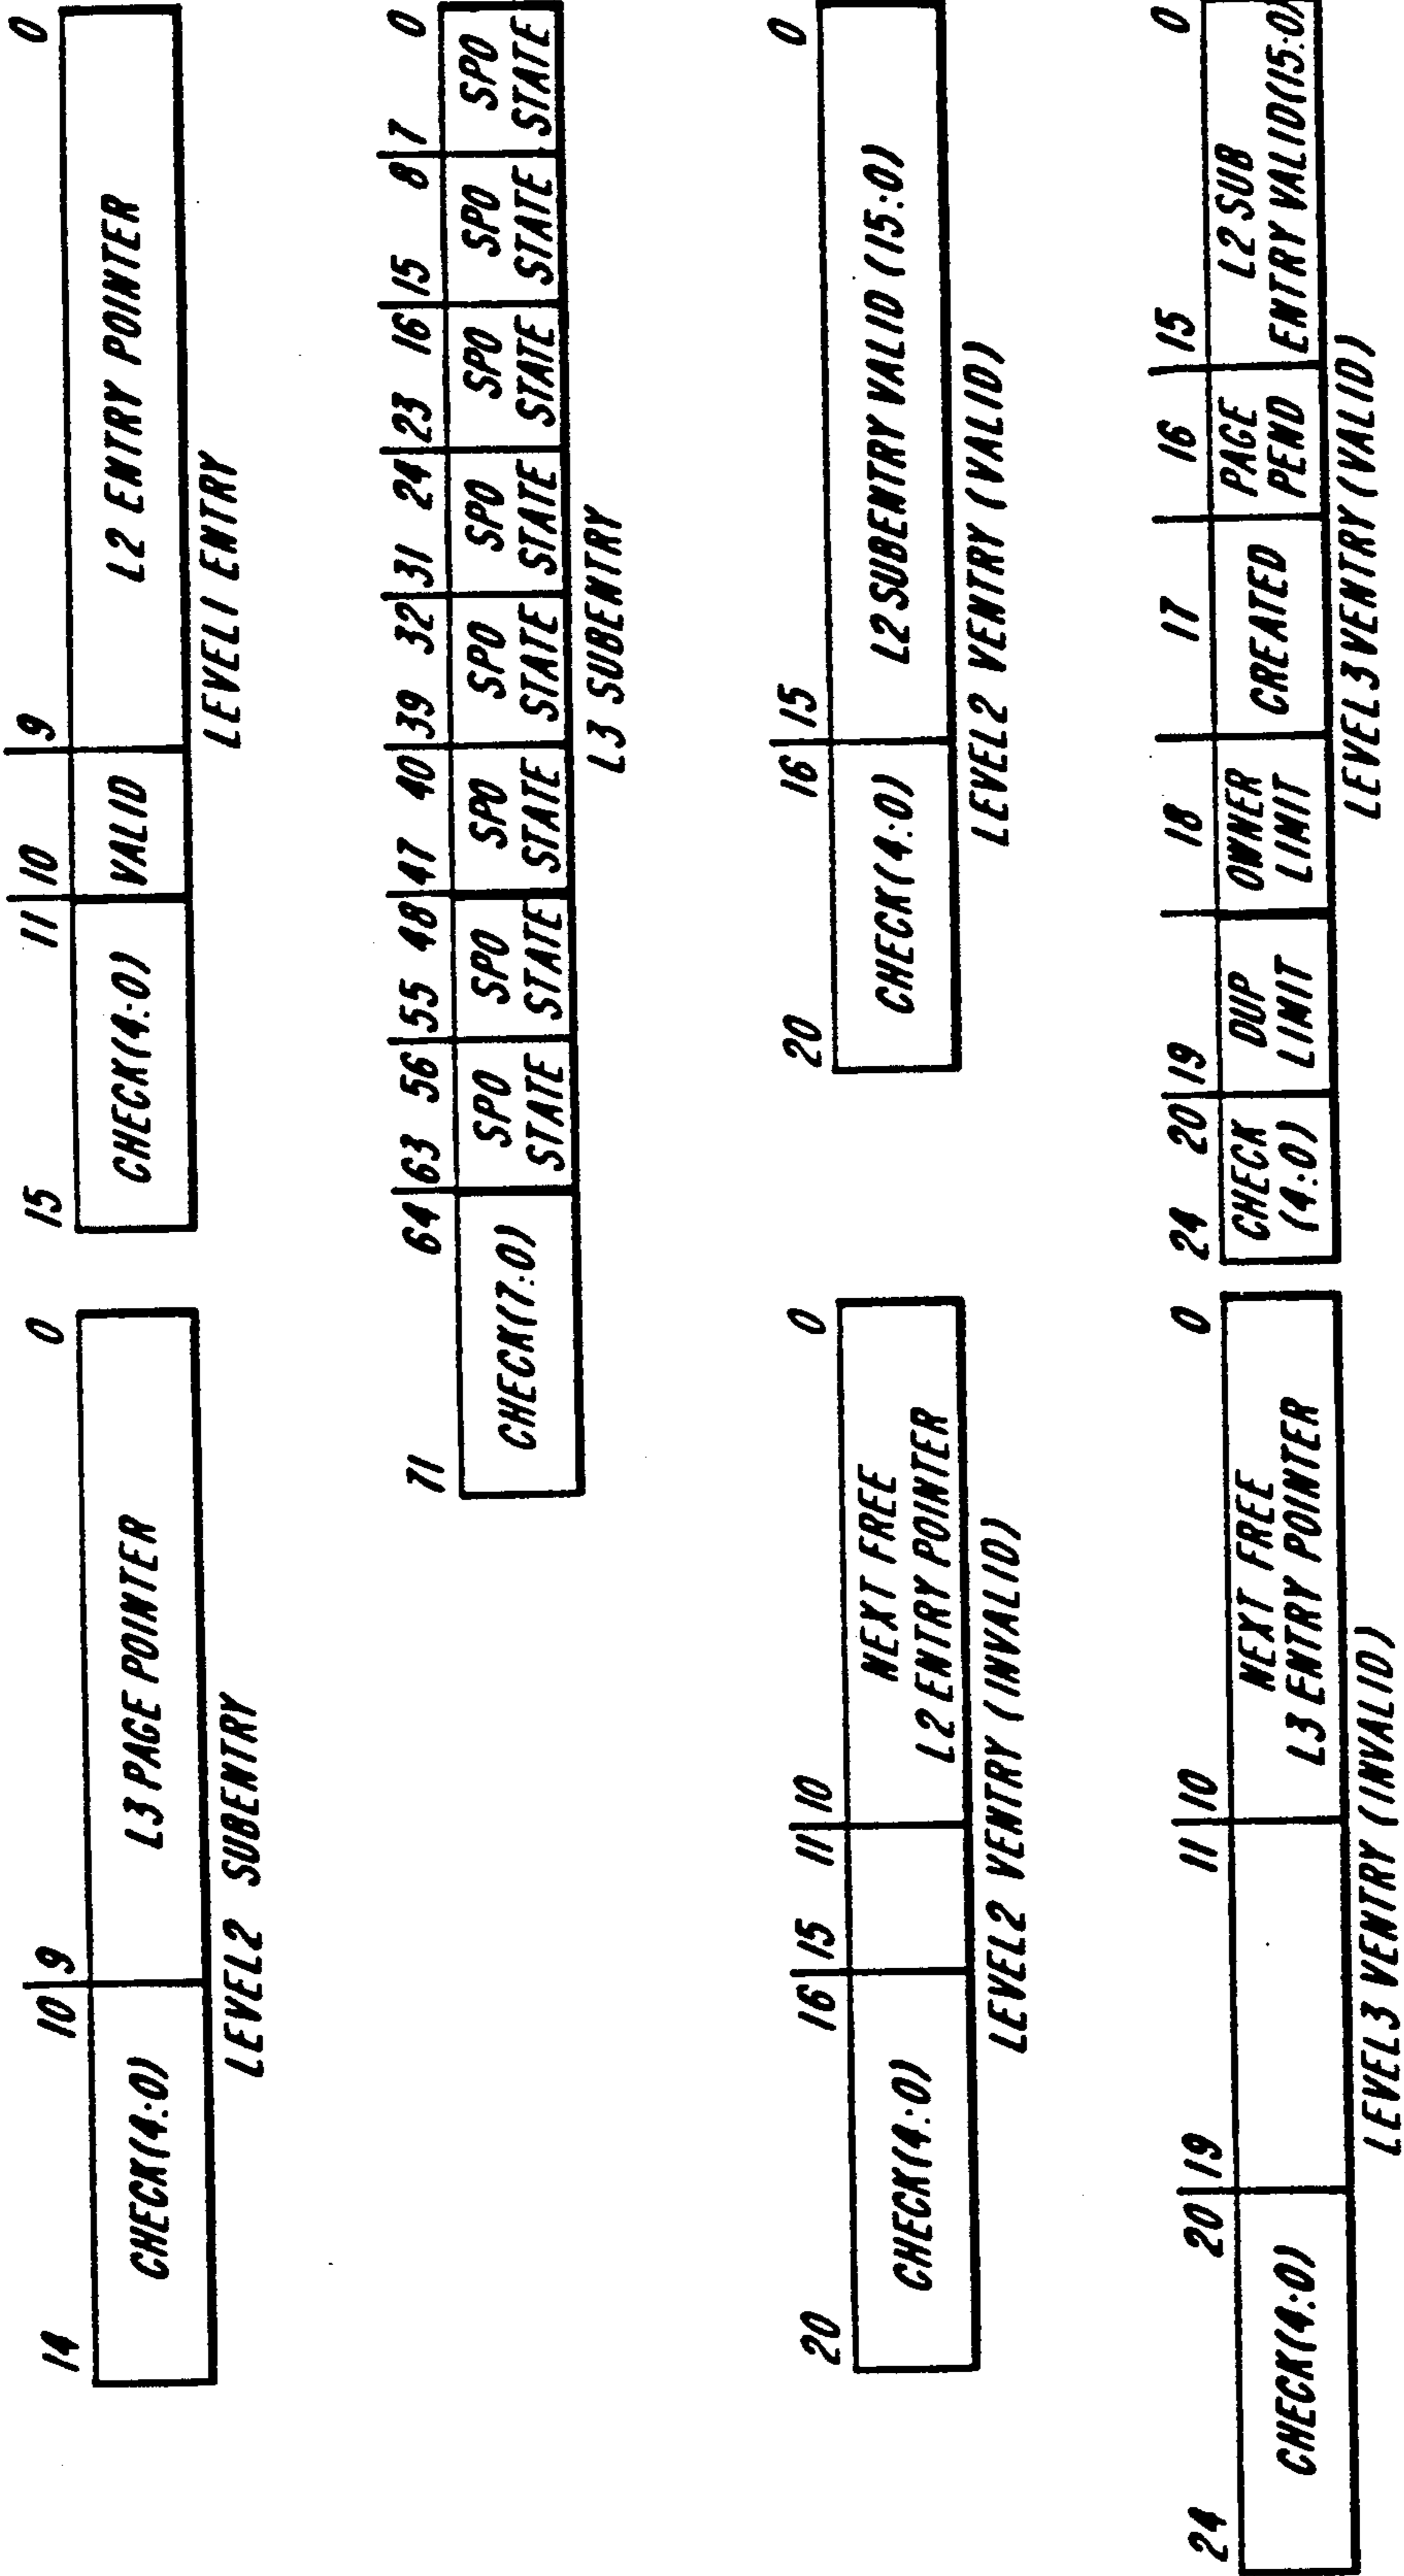 14 10 9 0
CHECK(4:0) L3 PAGE POINTER
LEVEL2 SUBENTRY
15 11 10 9 0
CHECK(4:0) VALID L2 ENTRY POINTER
LEVEL1 ENTRY
71 64 63 56 55 48 47 40 39 32 31 24 23 16 15 8 7 0
CHECK(7:0) SPO SPO SPO SPO SPO SPO SPO SPO
STATE STATE STATE STATE STATE STATE STATE STATE
L3 SUBENTRY
20 16 15 11 10 0
CHECK(4:0) NEXT FREE
L2 ENTRY POINTER
LEVEL2 VENTRY (INVALID)
20 16 15 0
CHECK(4:0) L2 SUBENTRY VALID (15:0)
LEVEL2 VENTRY (VALID)
24 20 19 11 10 0
CHECK(4:0) NEXT FREE
L3 ENTRY POINTER
LEVEL3 VENTRY (INVALID)
24 20 19 18 17 16 15 0
CHECK DUP OWNER CREATED PAGE L2 SUB
(4:0) LIMIT LIMIT PEND ENTRY VALID(15:0)
LEVEL3 VENTRY (VALID)